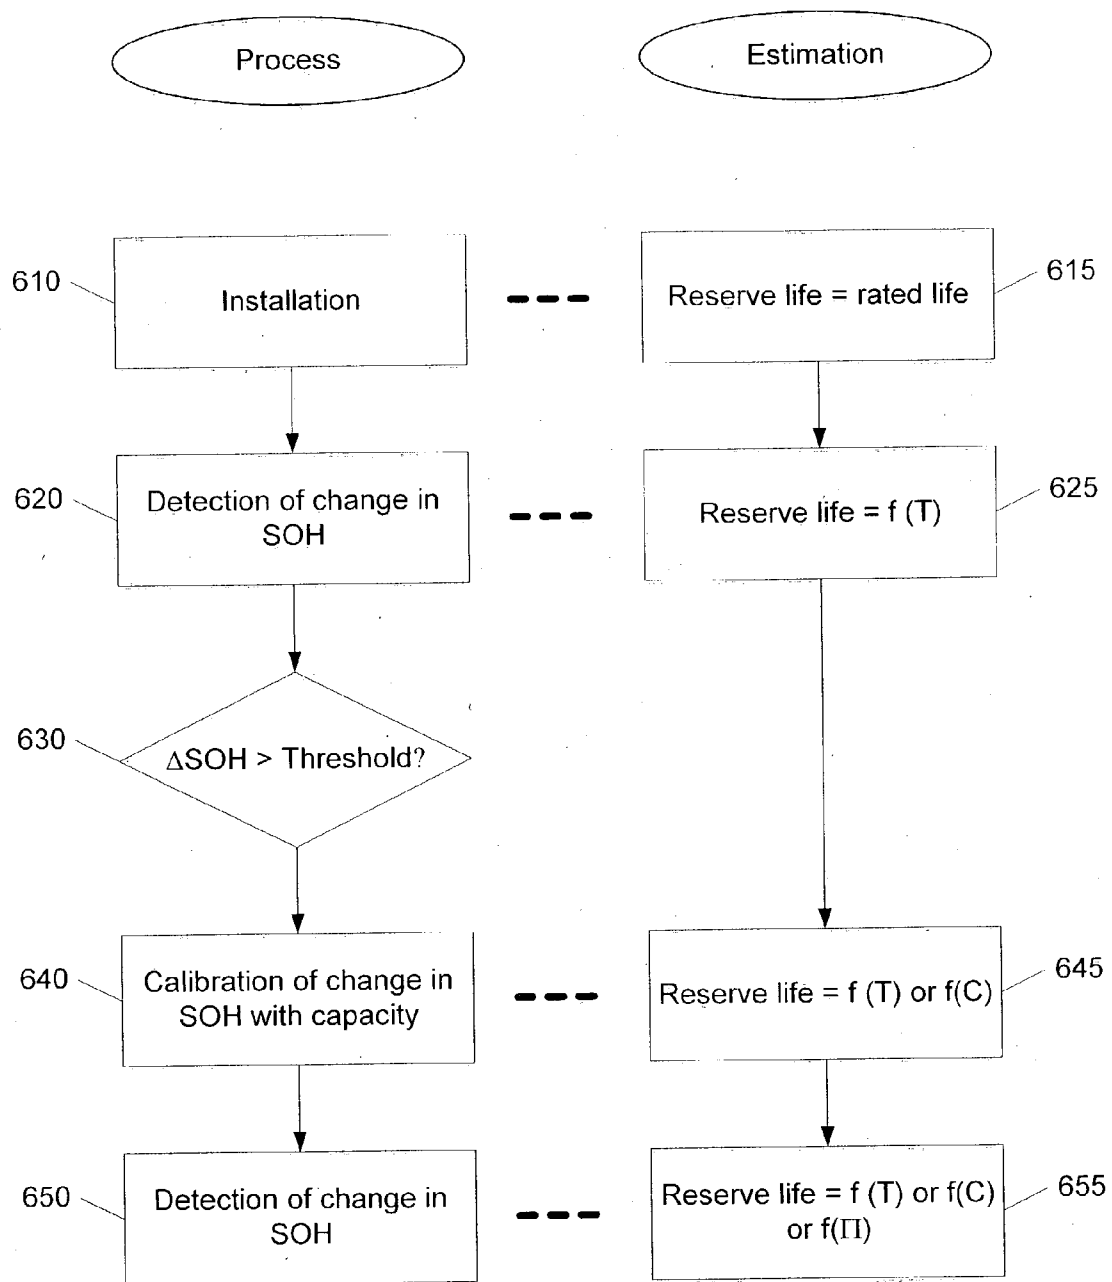 Process
Estimation
610
Installation
Reserve life = rated life
615
620
Detection of change in
SOH
Reserve life = f (T)
625
630
ΔSOH > Threshold?
640
Calibration of change in
SOH with capacity
Reserve life = f (T) or f(C)
645
650
Detection of change in
SOH
Reserve life = f (T) or f(C)
or f(Π)
655